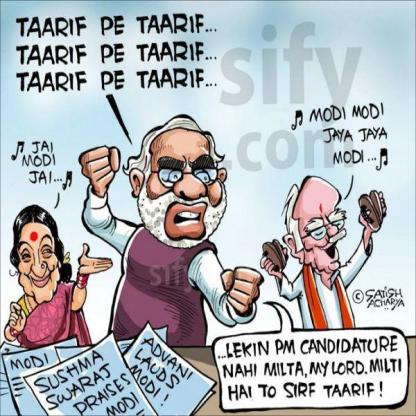 TAARIF PE TAARIF...
TAARIF PE TAARIF...
TAARIF PE TAARIF...
sify
.com
♫ MODI MODI
JAYA JAYA
MODI...♫
♫ JAI
MODI
JAI...♫
sify
© SATISH
ACHARYA
...LEKIN PM CANDIDATURE
NAHI MILTA, MY LORD. MILTI
HAI TO SIRF TAARIF!
MODI
SUSHMA
SWARAJ
PRAISES
MODI
ADVANI
LAUDS
MODI!!